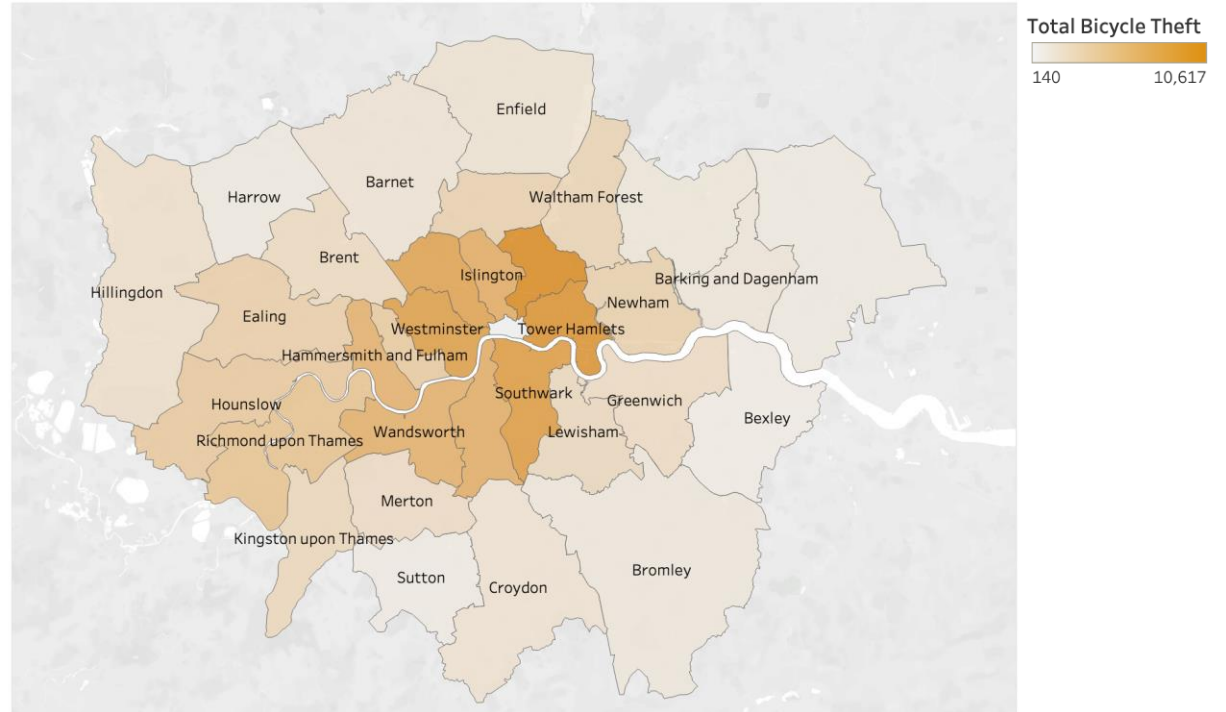 Total Bicycle Theft
140 10,617
Enfield
Barnet
Harrow
Waltham Forest
Brent
Islington
Barking and Dagenham
Hillingdon
Newham
Ealing
Westminster
Tower Hamlets
Hammersmith and Fulham
Southwark
Greenwich
Hounslow
Bexley
Richmond upon Thames
Wandsworth
Lewisham
Merton
Kingston upon Thames
Bromley
Sutton
Croydon